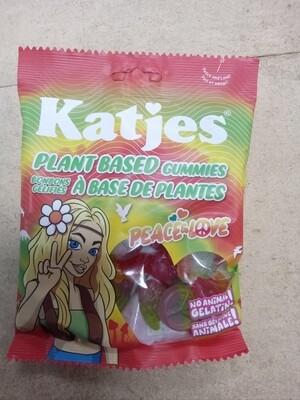 Katjes®
PLANT BASED GUMMIES
BONBONS
GÉLIFIÉS
À BASE DE PLANTES
PEACE LOVE
NO ANIMAL
GELATIN!
SANS GÉLATINE
ANIMALE!